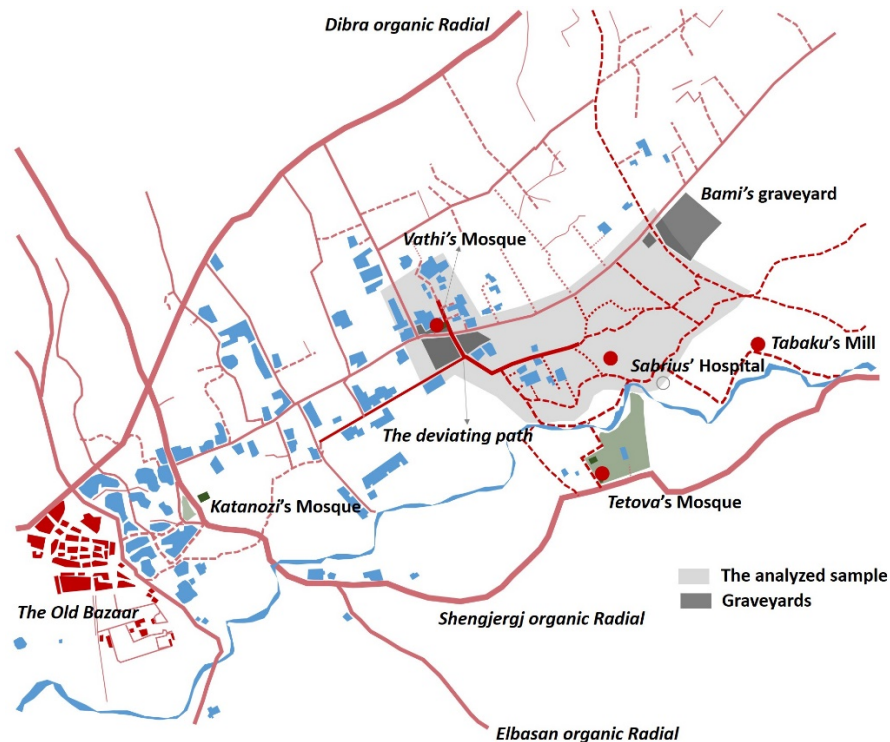 Dibra organic Radial
Bami's graveyard
Vathi's Mosque
Tabaku's Mill
Sabrius' Hospital
The deviating path
Katanozi's Mosque
Tetova's Mosque
The analyzed sample
Graveyards
The Old Bazaar
Shengjergj organic Radial
Elbasan organic Radial